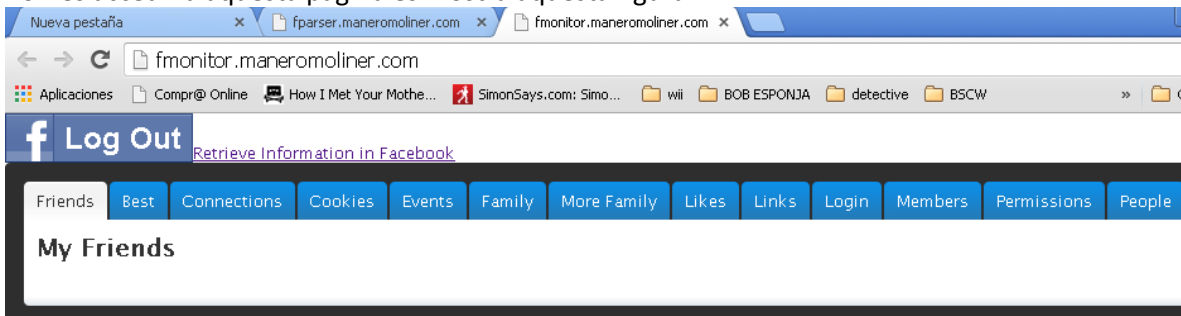 Nueva pestaña fparser.maneromoliner.com fmonitor.maneromoliner.com
fmonitor.maneromoliner.com
Aplicaciones Compr@ Online How I Met Your Mothe... SimonSays.com: Simo... wii BOB ESPONJA detective BSCW »
f Log Out Retrieve Information in Facebook
Friends Best Connections Cookies Events Family More Family Likes Links Login Members Permissions People
My Friends